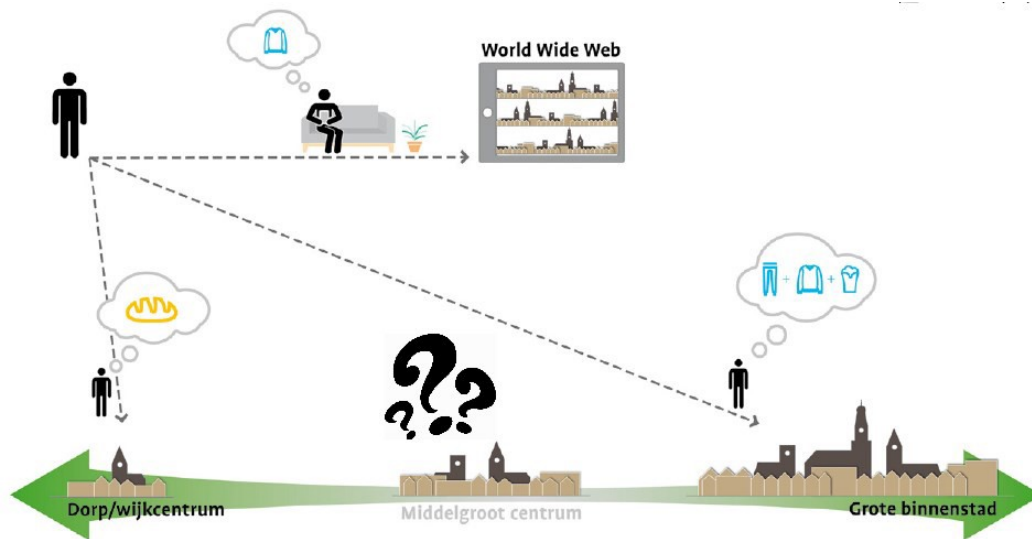 World Wide Web
Dorp/wijkcentrum
Middelgroot centrum
Grote binnenstad